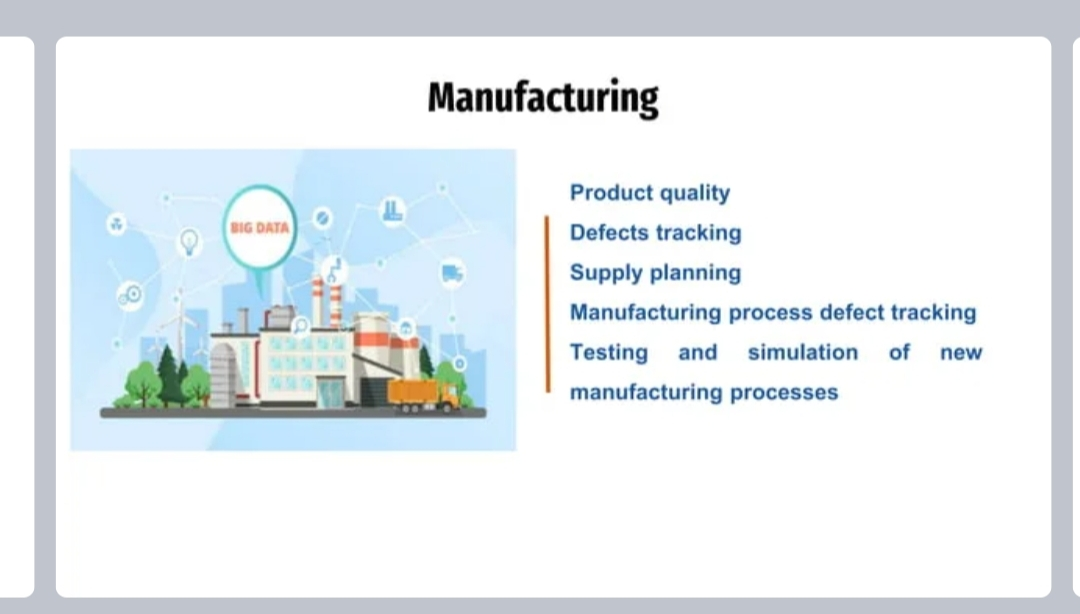 Manufacturing
BIG DATA
Product quality
Defects tracking
Supply planning
Manufacturing process defect tracking
Testing and simulation of new
manufacturing processes